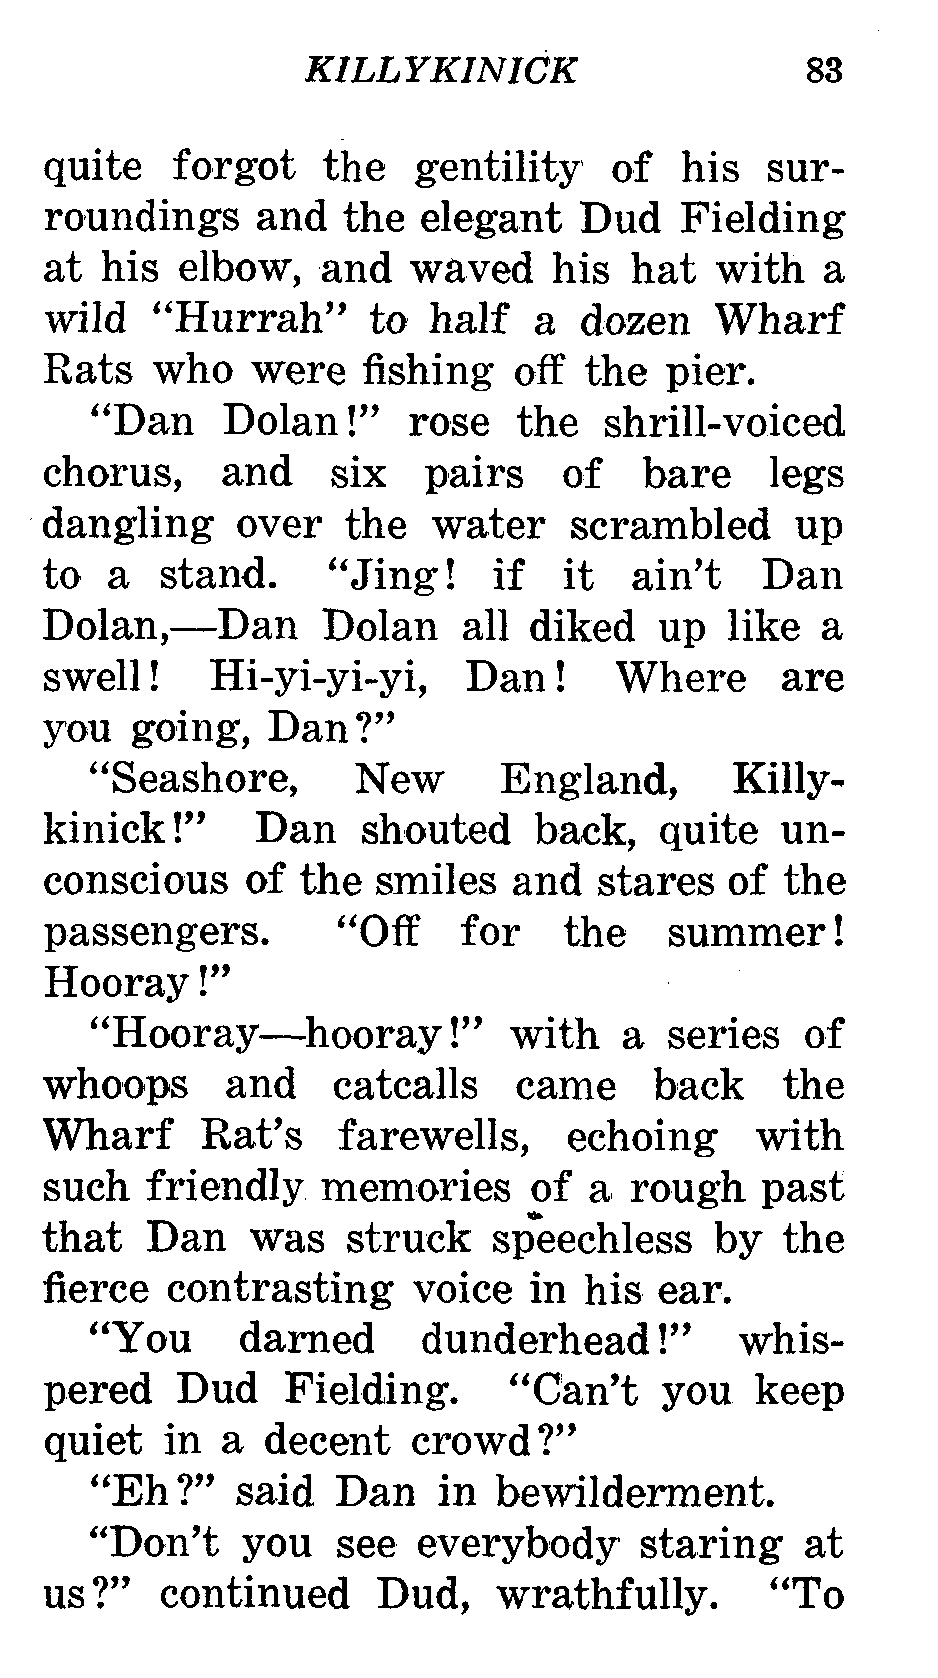 KILLYKINICK 83
quite forgot the gentility of his sur-
roundings and the elegant Dud Fielding
at his elbow, and waved his hat with a
wild “Hurrah” to half a dozen Wharf
Rats who were fishing off the pier.
“Dan Dolan!” rose the shrill-voiced
chorus, and six pairs of bare legs
dangling over the water scrambled up
to a stand. “Jing! if it ain’t Dan
Dolan,—Dan Dolan all diked up like a
swell! Hi-yi-yi-yi, Dan! Where are
you going, Dan?”
“Seashore, New England, Killy-
kinick!” Dan shouted back, quite un-
conscious of the smiles and stares of the
passengers. “Off for the summer!
Hooray!”
“Hooray—hooray!” with a series of
whoops and catcalls came back the
Wharf Rat’s farewells, echoing with
such friendly memories of a rough past
that Dan was struck speechless by the
fierce contrasting voice in his ear.
“You darned dunderhead!” whis-
pered Dud Fielding. “Can’t you keep
quiet in a decent crowd?”
“Eh?” said Dan in bewilderment.
“Don’t you see everybody staring at
us?” continued Dud, wrathfully. “To